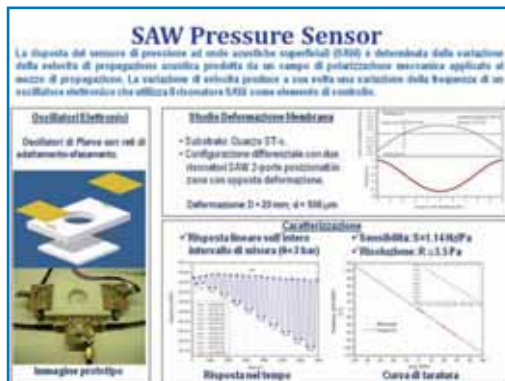 SAW Pressure Sensor
La risposta del sensore di pressione ad onde acustiche superficiali (SAW) è determinata dalla variazione
della velocità di propagazione acustica prodotta da un campo di polarizzazione meccanica applicato al
mezzo di propagazione. La variazione di velocità produce a sua volta una variazione della frequenza di un
oscillatore elettronico che utilizza il risonatore SAW come elemento di controllo.
Oscillatori Elettronici
Oscillatori di Pierce con reti di
adattamento-sfasamento.
Immagine prototipo
Studio Deformazione Membrana
• Substrato: Quarzo ST-x.
• Configurazione differenziale con due
risonatori SAW 2-porte posizionati in
zone con opposta deformazione.
Deformazione D = 20 mm; d = 500 µm
Caratterizzazione
✓Risposta lineare sull'intero
intervallo di misura (0÷3 bar)
✓Sensibilità: S=1.14 Hz/Pa
✓Risoluzione: R =3.5 Pa
Risposta nel tempo
Curva di taratura